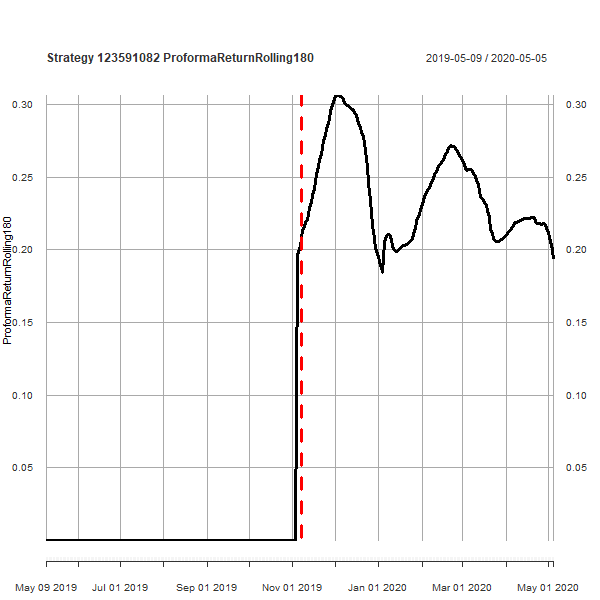 Strategy 123591082 ProformaReturnRolling180
2019-05-09 / 2020-05-05
ProformaReturnRolling180
0.30
0.25
0.20
0.15
0.10
0.05
0.30
0.25
0.20
0.15
0.10
0.05
May 09 2019
Jul 01 2019
Sep 01 2019
Nov 01 2019
Jan 01 2020
Mar 01 2020
May 01 2020